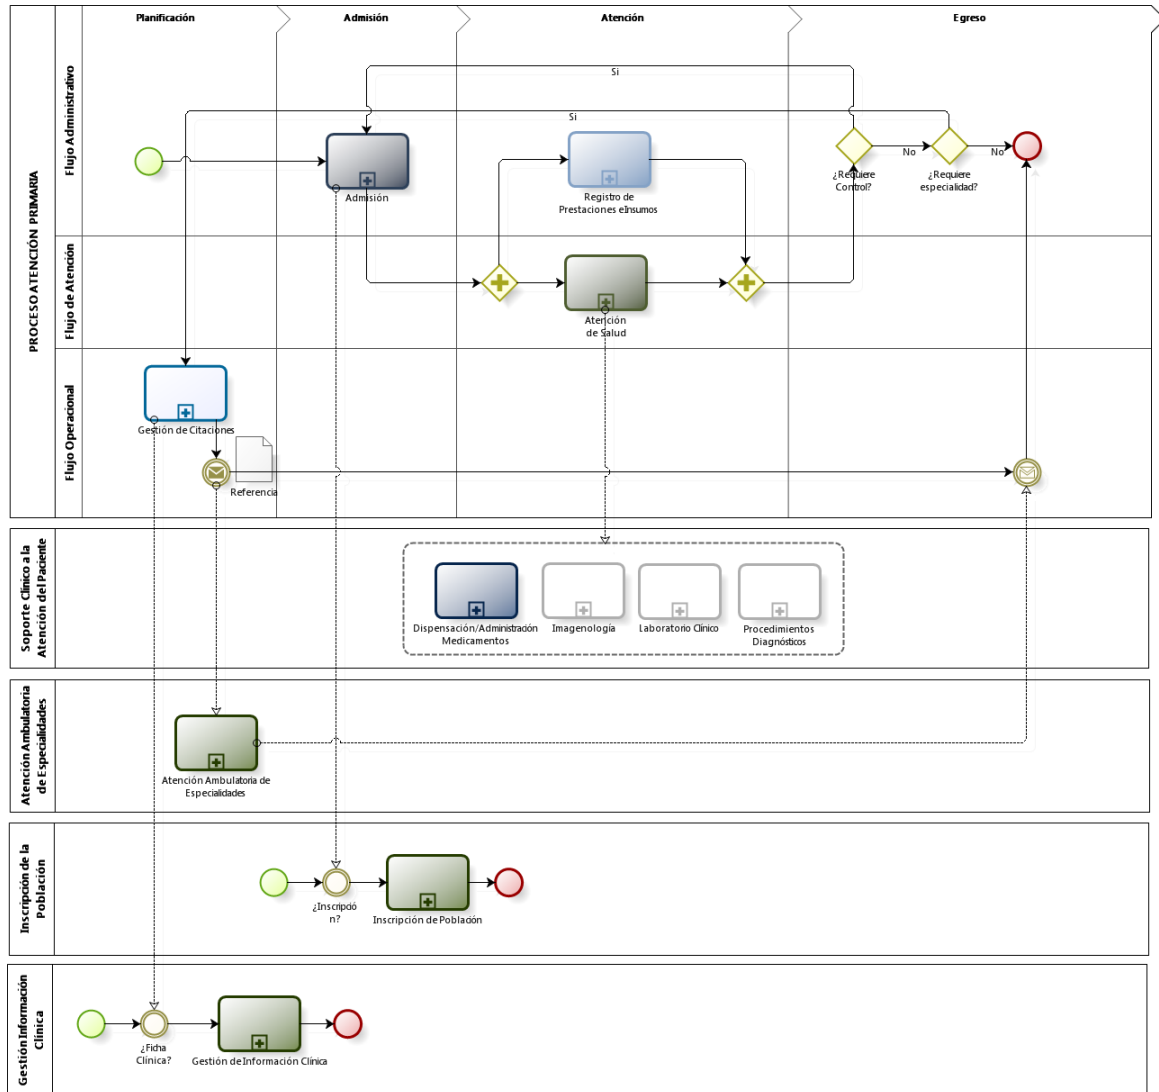 Planificación
Admisión
Atención
Egreso
PROCESO ATENCIÓN PRIMARIA
Flujo Administrativo
Si
Si
Admisión
Registro de
Prestaciones eInsumos
¿Requiere
Control?
No
¿Requiere
especialidad?
No
Flujo de Atención
Atención
de Salud
Flujo Operacional
Gestión de Citaciones
Referencia
Soporte Clínico a la
Atención del Paciente
Dispensación/Administración
Medicamentos
Imagenología
Laboratorio Clínico
Procedimientos
Diagnósticos
Atención Ambulatoria
de Especialidades
Atención Ambulatoria de
Especialidades
Inscripción de la
Población
¿Inscripció
n?
Inscripción de Población
Gestión Información
Clínica
¿Ficha
Clínica?
Gestión de Información Clínica